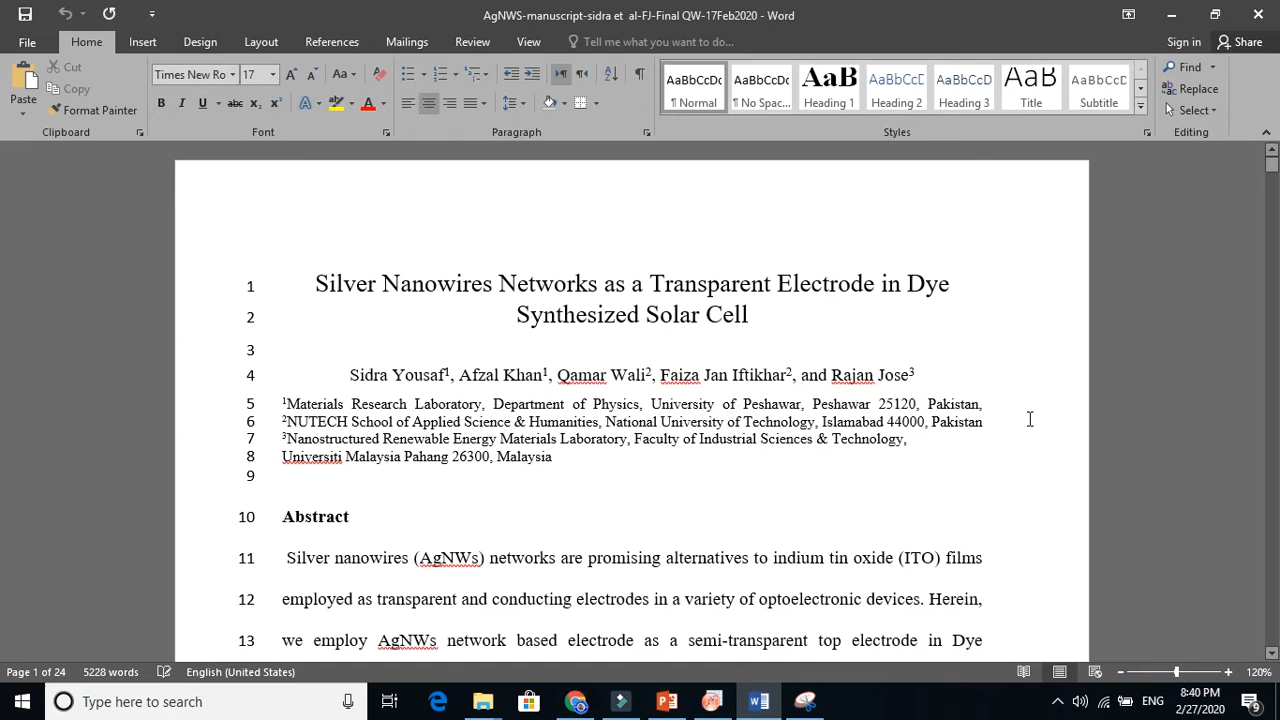 AgNWS-manuscript-sidra et al-FJ-Final QW-17Feb2020 - Word
File Home Insert Design Layout References Mailings Review View Tell me what you want to do... Sign in Share
Paste
Cut
Copy
Format Painter
Clipboard
Times New Ro 17
Aa
B I U abc x₂ x² A A
Font
Paragraph
AaBbCcDc AaBbCcDc AaB AaBbCcD AaBbCcD AaB AaBbCcD
¶ Normal ¶ No Spac... Heading 1 Heading 2 Heading 3 Title Subtitle
Styles
Find
Replace
Select
Editing
1 Silver Nanowires Networks as a Transparent Electrode in Dye
2 Synthesized Solar Cell
3
4 Sidra Yousaf¹, Afzal Khan¹, Qamar Wali², Faiza Jan Iftikhar², and Rajan Jose³
5 ¹Materials Research Laboratory, Department of Physics, University of Peshawar, Peshawar 25120, Pakistan,
6 ²NUTECH School of Applied Science & Humanities, National University of Technology, Islamabad 44000, Pakistan
7 ³Nanostructured Renewable Energy Materials Laboratory, Faculty of Industrial Sciences & Technology,
8 Universiti Malaysia Pahang 26300, Malaysia
9
10 Abstract
11 Silver nanowires (AgNWs) networks are promising alternatives to indium tin oxide (ITO) films
12 employed as transparent and conducting electrodes in a variety of optoelectronic devices. Herein,
13 we employ AgNWs network based electrode as a semi-transparent top electrode in Dye
Page 1 of 24 5228 words English (United States) 120%
Type here to search
ENG
8:40 PM
2/27/2020
9